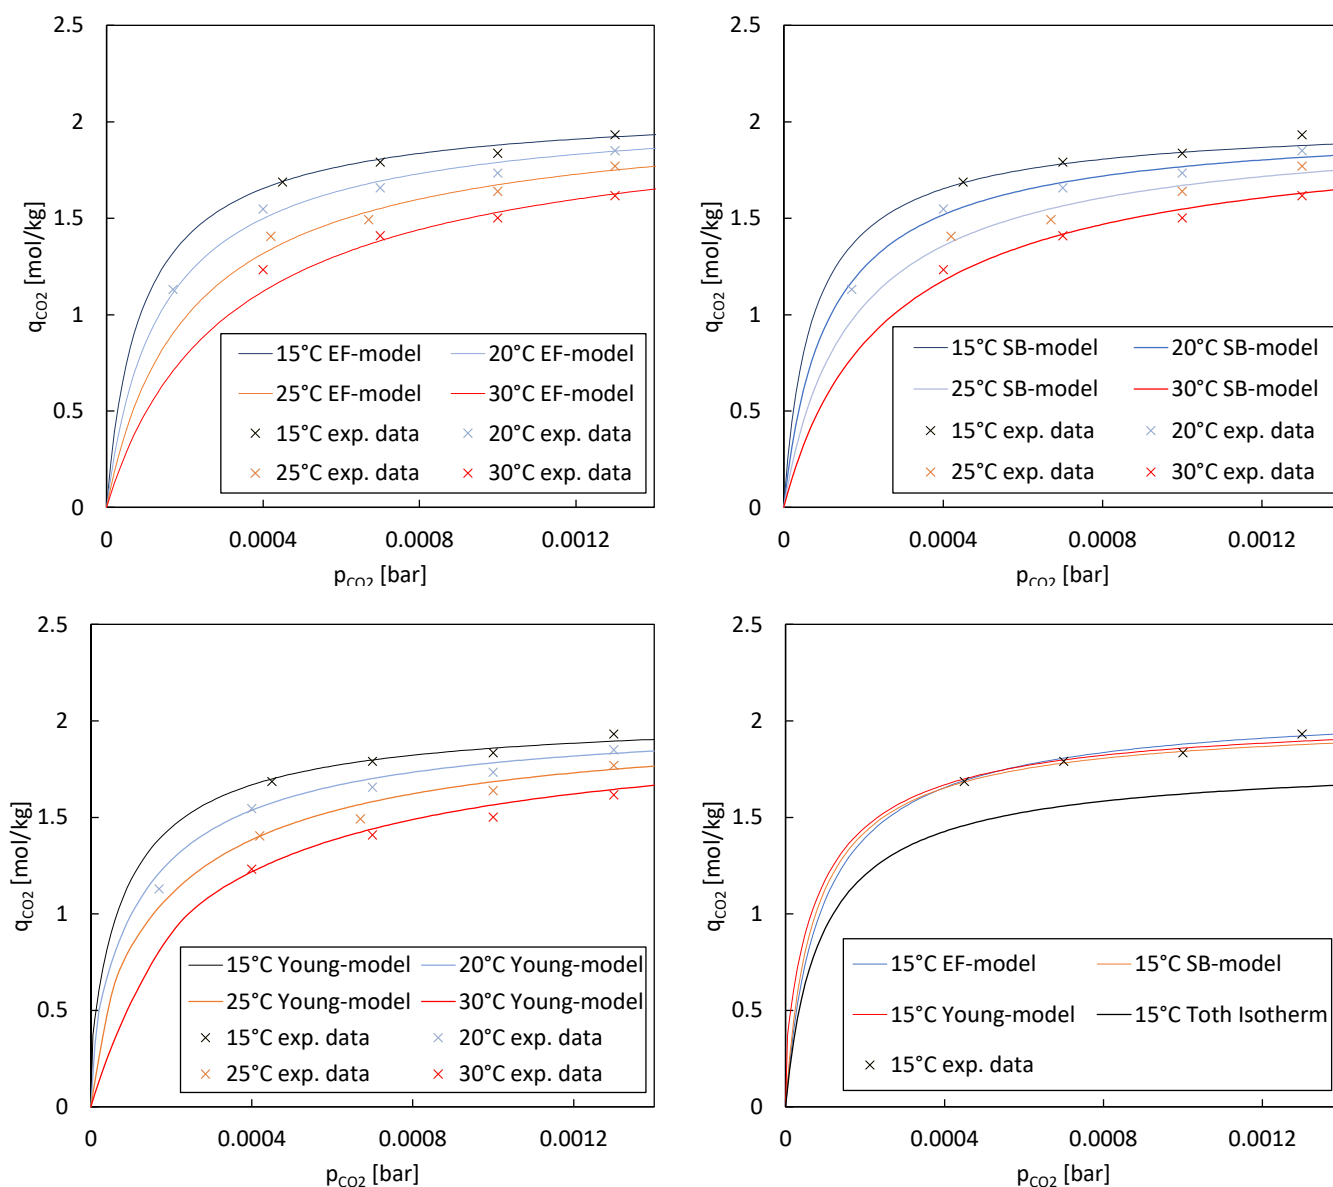 2.5
2
1.5
1
0.5
0
q_CO2 [mol/kg]
15°C EF-model 20°C EF-model
25°C EF-model 30°C EF-model
15°C exp. data 20°C exp. data
25°C exp. data 30°C exp. data
0 0.0004 0.0008 0.0012
p_CO2 [bar]
2.5
2
1.5
1
0.5
0
q_CO2 [mol/kg]
15°C SB-model 20°C SB-model
25°C SB-model 30°C SB-model
15°C exp. data 20°C exp. data
25°C exp. data 30°C exp. data
0 0.0004 0.0008 0.0012
p_CO2 [bar]
2.5
2
1.5
1
0.5
0
q_CO2 [mol/kg]
15°C Young-model 20°C Young-model
25°C Young-model 30°C Young-model
15°C exp. data 20°C exp. data
25°C exp. data 30°C exp. data
0 0.0004 0.0008 0.0012
p_CO2 [bar]
2.5
2
1.5
1
0.5
0
q_CO2 [mol/kg]
15°C EF-model 15°C SB-model
15°C Young-model 15°C Toth Isotherm
15°C exp. data
0 0.0004 0.0008 0.0012
p_CO2 [bar]